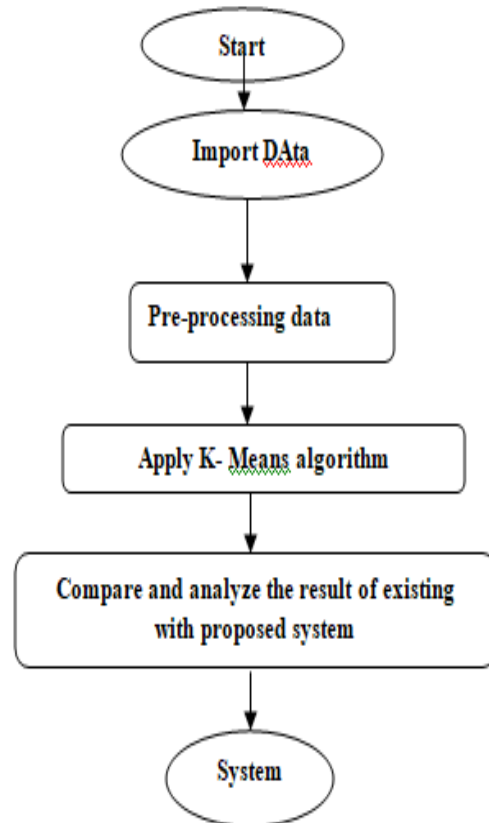 Start
Import DAta
Pre-processing data
Apply K- Means algorithm
Compare and analyze the result of existing
with proposed system
System